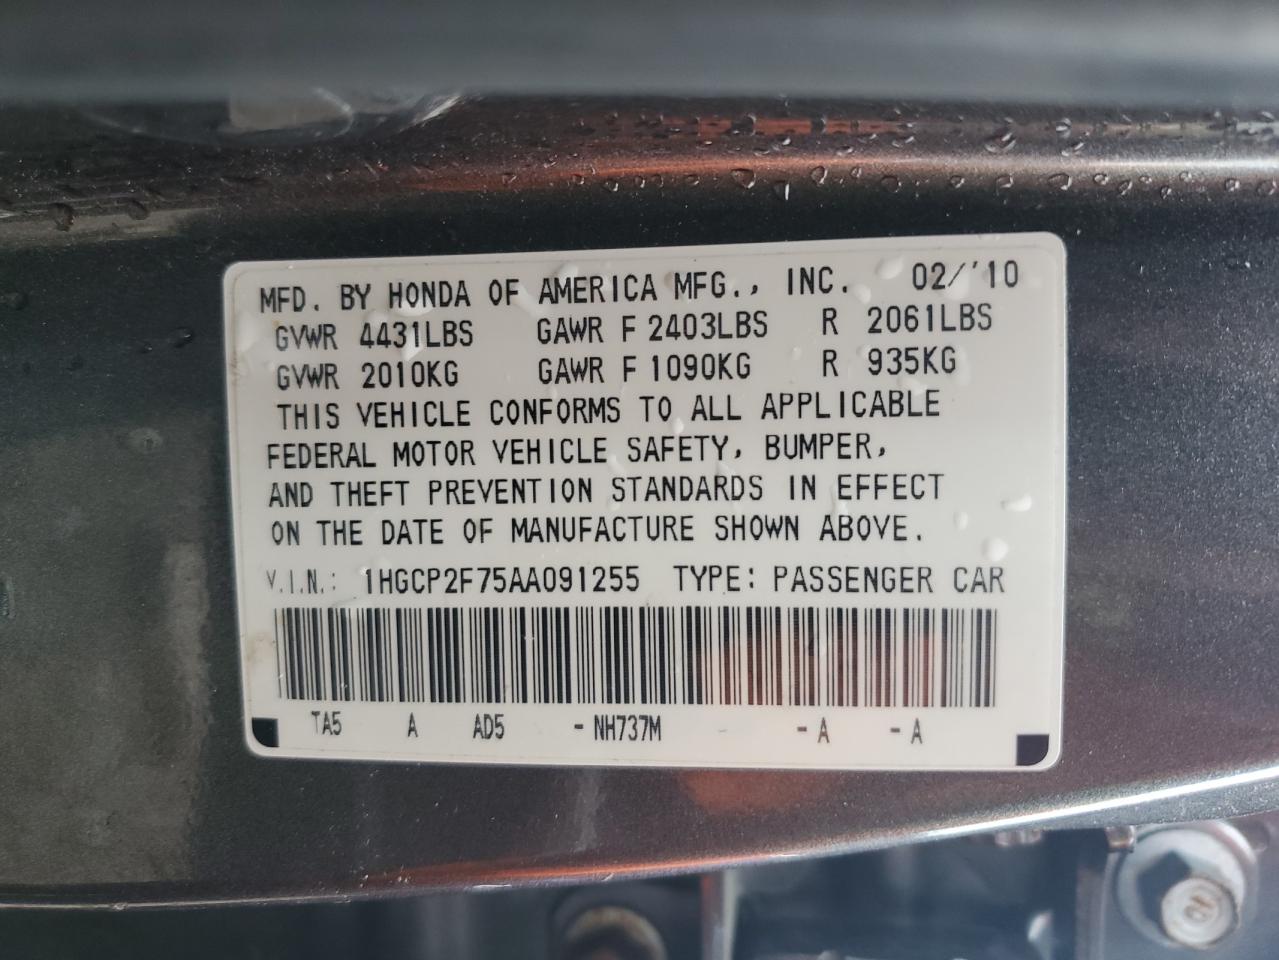 MFD. BY HONDA OF AMERICA MFG., INC. 02/'10
GVWR 4431LBS GAWR F 2403LBS R 2061LBS
GVWR 2010KG GAWR F 1090KG R 935KG
THIS VEHICLE CONFORMS TO ALL APPLICABLE
FEDERAL MOTOR VEHICLE SAFETY, BUMPER,
AND THEFT PREVENTION STANDARDS IN EFFECT
ON THE DATE OF MANUFACTURE SHOWN ABOVE.
V.I.N.: 1HGCP2F75AA091255 TYPE: PASSENGER CAR
TA5 A AD5 - NH737M - A - A